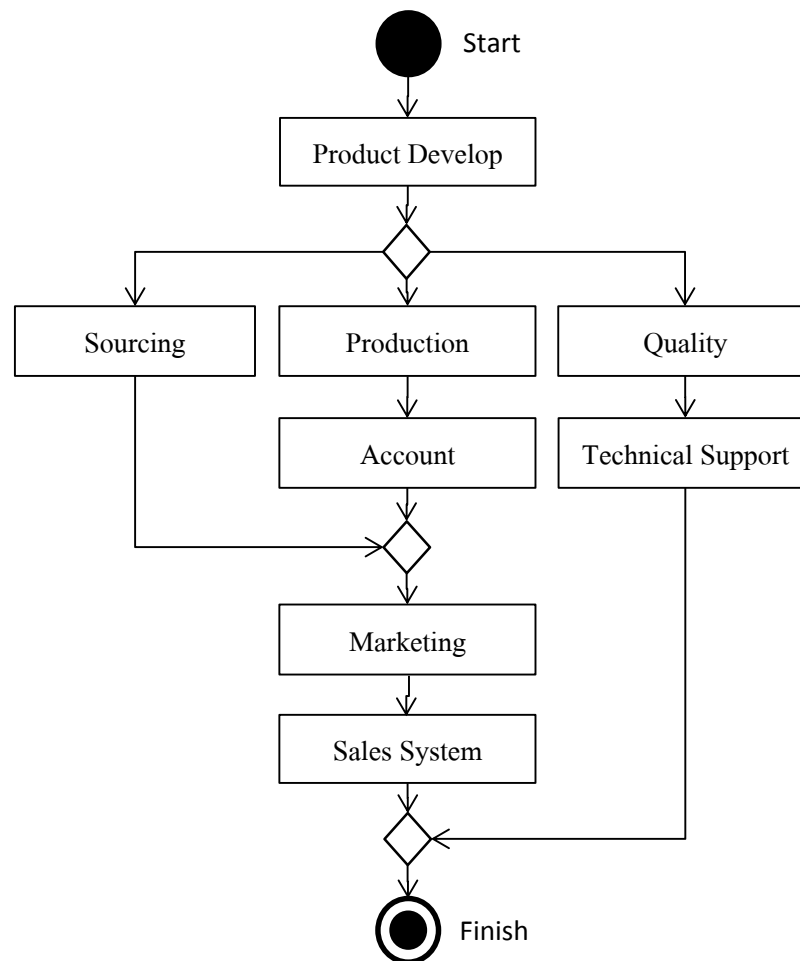 Start
Product Develop
Sourcing
Production
Quality
Account
Technical Support
Marketing
Sales System
Finish